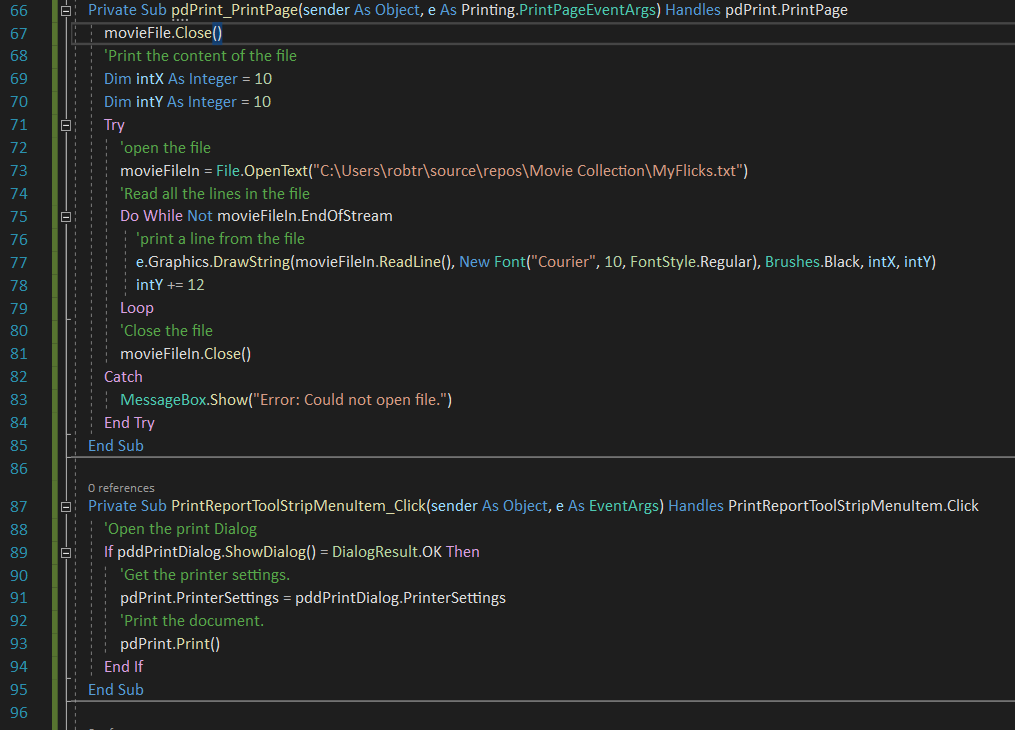 66 Private Sub pdPrint_PrintPage(sender As Object, e As Printing.PrintPageEventArgs) Handles pdPrint.PrintPage
67 movieFile.Close()
68 'Print the content of the file
69 Dim intX As Integer = 10
70 Dim intY As Integer = 10
71 Try
72 'open the file
73 movieFileIn = File.OpenText("C:\Users\robtr\source\repos\Movie Collection\MyFlicks.txt")
74 'Read all the lines in the file
75 Do While Not movieFileIn.EndOfStream
76 'print a line from the file
77 e.Graphics.DrawString(movieFileIn.ReadLine(), New Font("Courier", 10, FontStyle.Regular), Brushes.Black, intX, intY)
78 intY += 12
79 Loop
80 'Close the file
81 movieFileIn.Close()
82 Catch
83 MessageBox.Show("Error: Could not open file.")
84 End Try
85 End Sub
86
0 references
87 Private Sub PrintReportToolStripMenuItem_Click(sender As Object, e As EventArgs) Handles PrintReportToolStripMenuItem.Click
88 'Open the print Dialog
89 If pddPrintDialog.ShowDialog() = DialogResult.OK Then
90 'Get the printer settings.
91 pdPrint.PrinterSettings = pddPrintDialog.PrinterSettings
92 'Print the document.
93 pdPrint.Print()
94 End If
95 End Sub
96